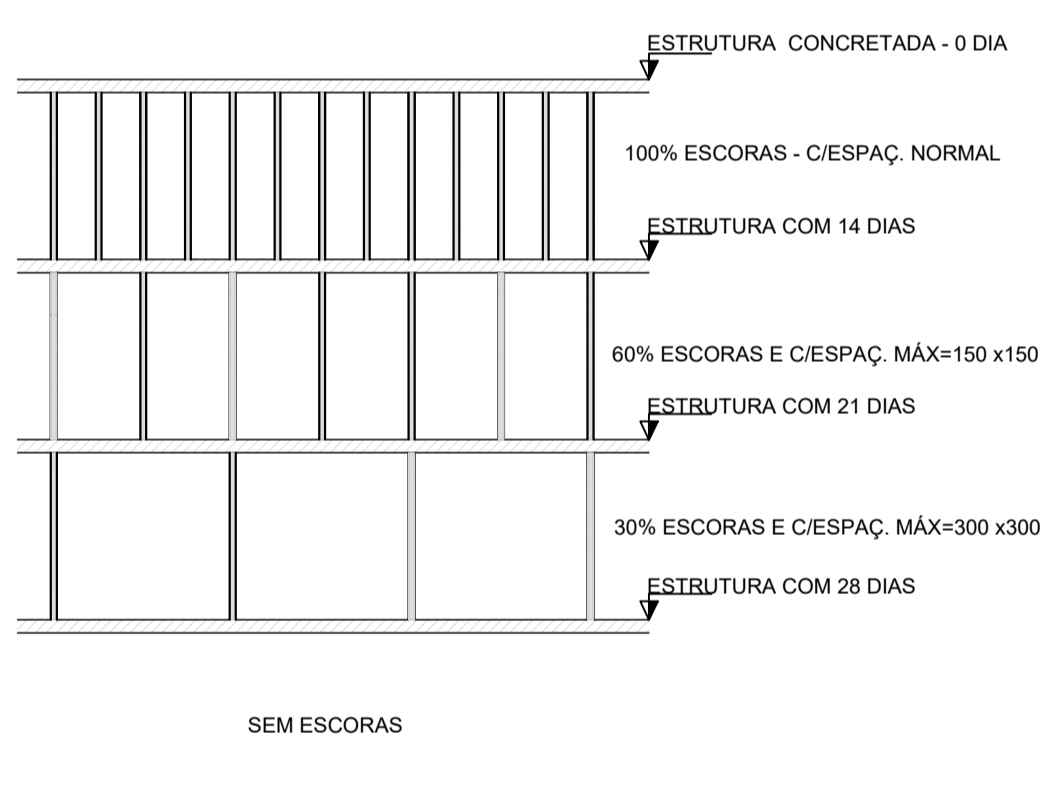 ESTRUTURA CONCRETADA - 0 DIA
100% ESCORAS - C/ESPAÇ. NORMAL
ESTRUTURA COM 14 DIAS
60% ESCORAS E C/ESPAÇ. MÁX=150 x150
ESTRUTURA COM 21 DIAS
30% ESCORAS E C/ESPAÇ. MÁX=300 x300
ESTRUTURA COM 28 DIAS
SEM ESCORAS